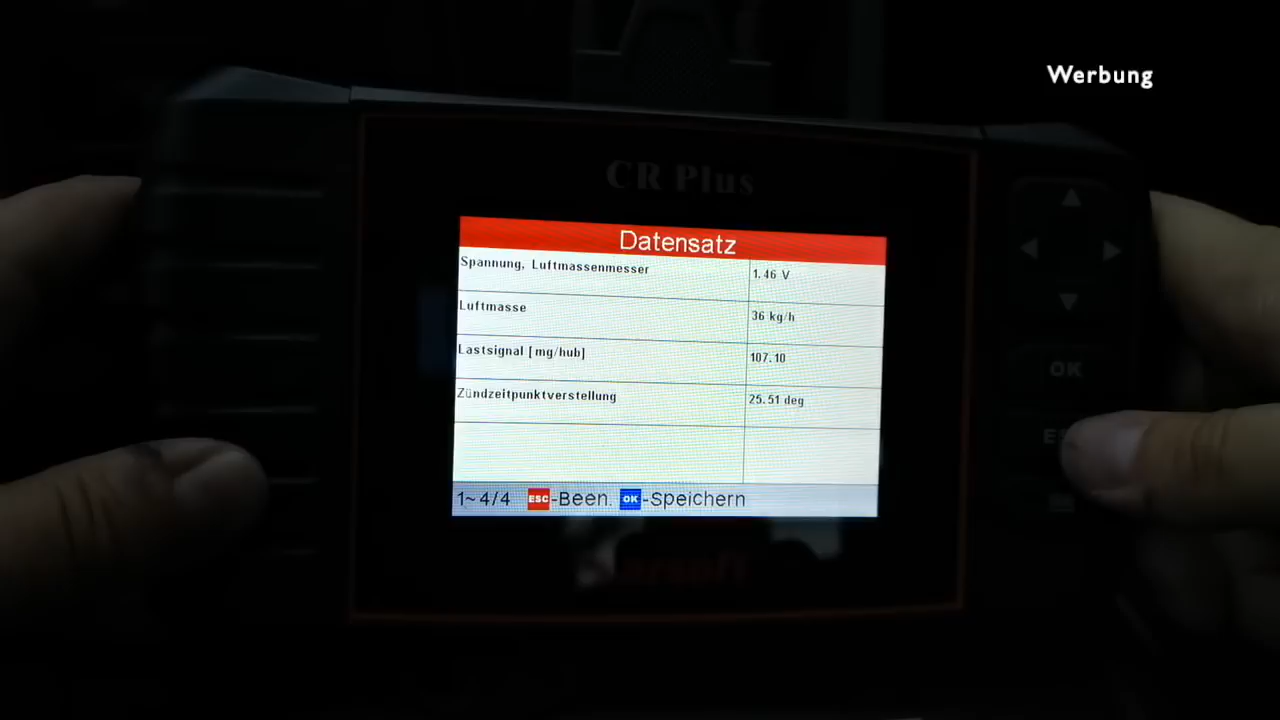 Werbung
CR Plus
Datensatz
Spannung, Luftmassenmesser 1.46 V
Luftmasse 36 kg/h
Lastsignal [mg/hub] 107.10
Zündzeitpunktverstellung 25.51 deg
OK
1~4/4 ESC-Been. OK-Speichern